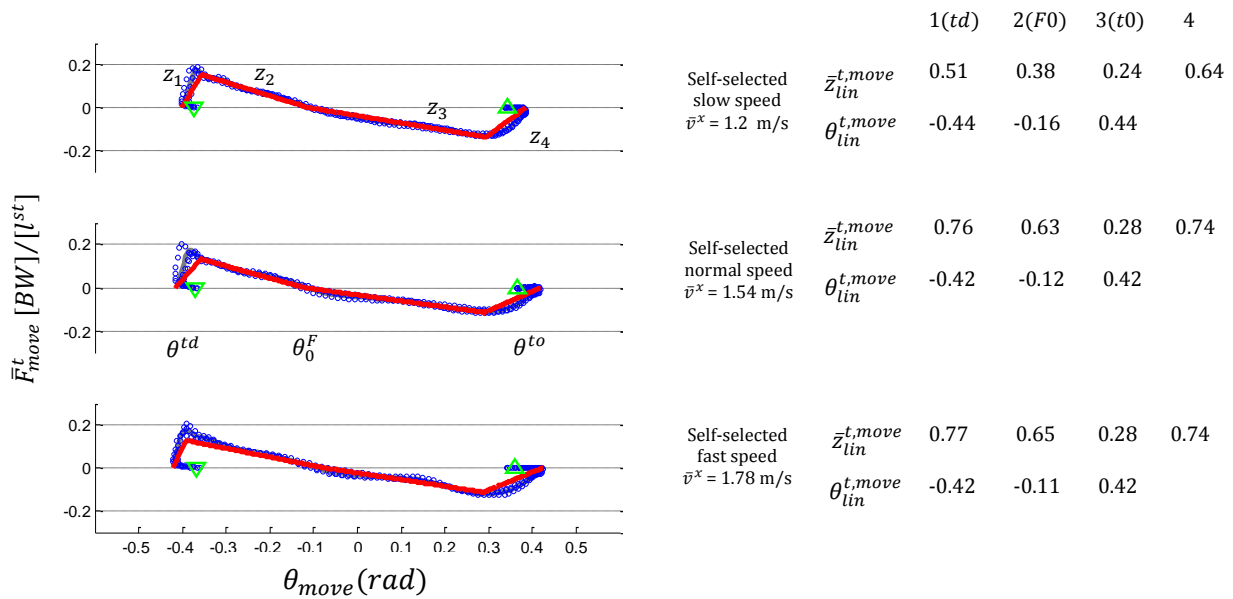 1(td) 2(F0) 3(t0) 4
0.2
0
-0.2
z₁ z₂ z₃ z₄
Self-selected
slow speed
v̄ˣ = 1.2 m/s
z̄ₗᵢₙ^{t,move} 0.51 0.38 0.24 0.64
θₗᵢₙ^{t,move} -0.44 -0.16 0.44
F̄ᵗₘₒᵥₑ [BW]/[lˢᵗ]
0.2
0
-0.2
θ^{td} θ₀^F θ^{to}
Self-selected
normal speed
v̄ˣ = 1.54 m/s
z̄ₗᵢₙ^{t,move} 0.76 0.63 0.28 0.74
θₗᵢₙ^{t,move} -0.42 -0.12 0.42
0.2
0
-0.2
Self-selected
fast speed
v̄ˣ = 1.78 m/s
z̄ₗᵢₙ^{t,move} 0.77 0.65 0.28 0.74
θₗᵢₙ^{t,move} -0.42 -0.11 0.42
-0.5 -0.4 -0.3 -0.2 -0.1 0 0.1 0.2 0.3 0.4 0.5
θₘₒᵥₑ(rad)